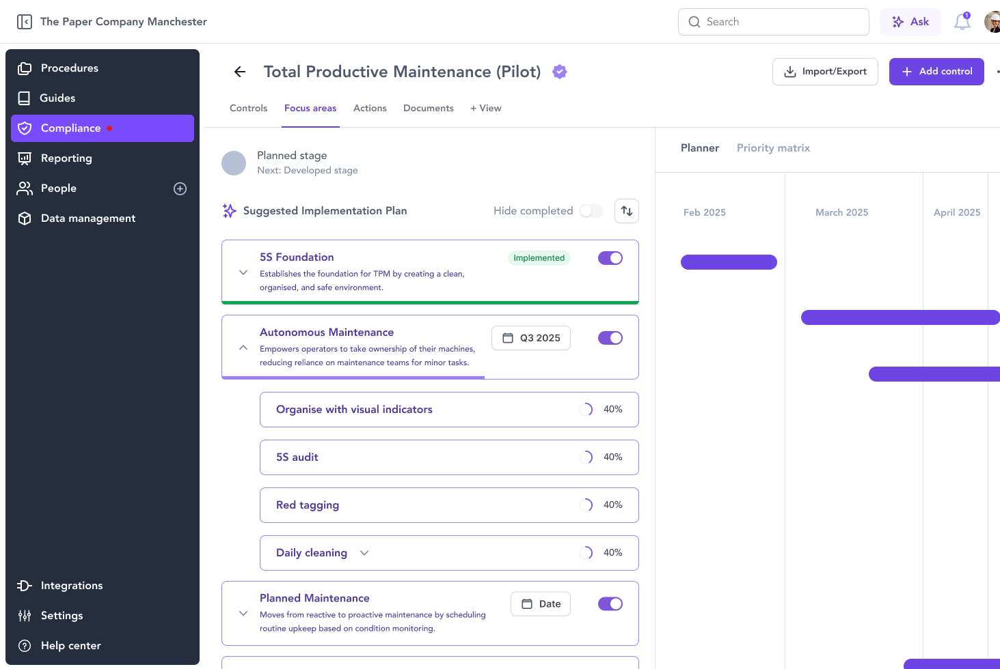 The Paper Company Manchester
Search
Ask
1
Procedures
Guides
Compliance
Reporting
People
Data management
Integrations
Settings
Help center
Total Productive Maintenance (Pilot)
Import/Export
+ Add control
Controls
Focus areas
Actions
Documents
+ View
Planned stage
Next: Developed stage
Suggested Implementation Plan
Hide completed
5S Foundation
Implemented
Establishes the foundation for TPM by creating a clean,
organised, and safe environment.
Autonomous Maintenance
Q3 2025
Empowers operators to take ownership of their machines,
reducing reliance on maintenance teams for minor tasks.
Organise with visual indicators
40%
5S audit
40%
Red tagging
40%
Daily cleaning
40%
Planned Maintenance
Date
Moves from reactive to proactive maintenance by scheduling
routine upkeep based on condition monitoring.
Planner
Priority matrix
Feb 2025
March 2025
April 2025